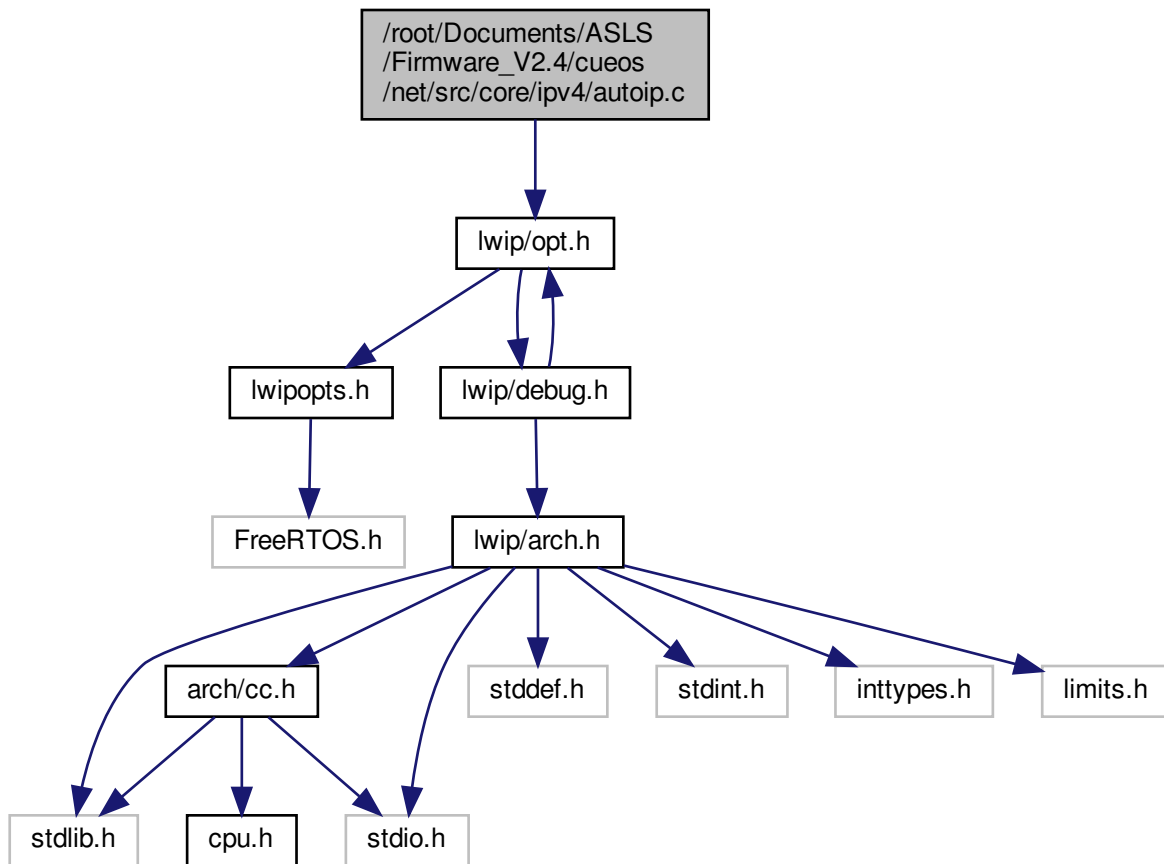 /root/Documents/ASLS
/Firmware_V2.4/cueos
/net/src/core/ipv4/autoip.c
lwip/opt.h
lwipopts.h
lwip/debug.h
FreeRTOS.h
lwip/arch.h
arch/cc.h
stddef.h
stdint.h
inttypes.h
limits.h
stdlib.h
cpu.h
stdio.h